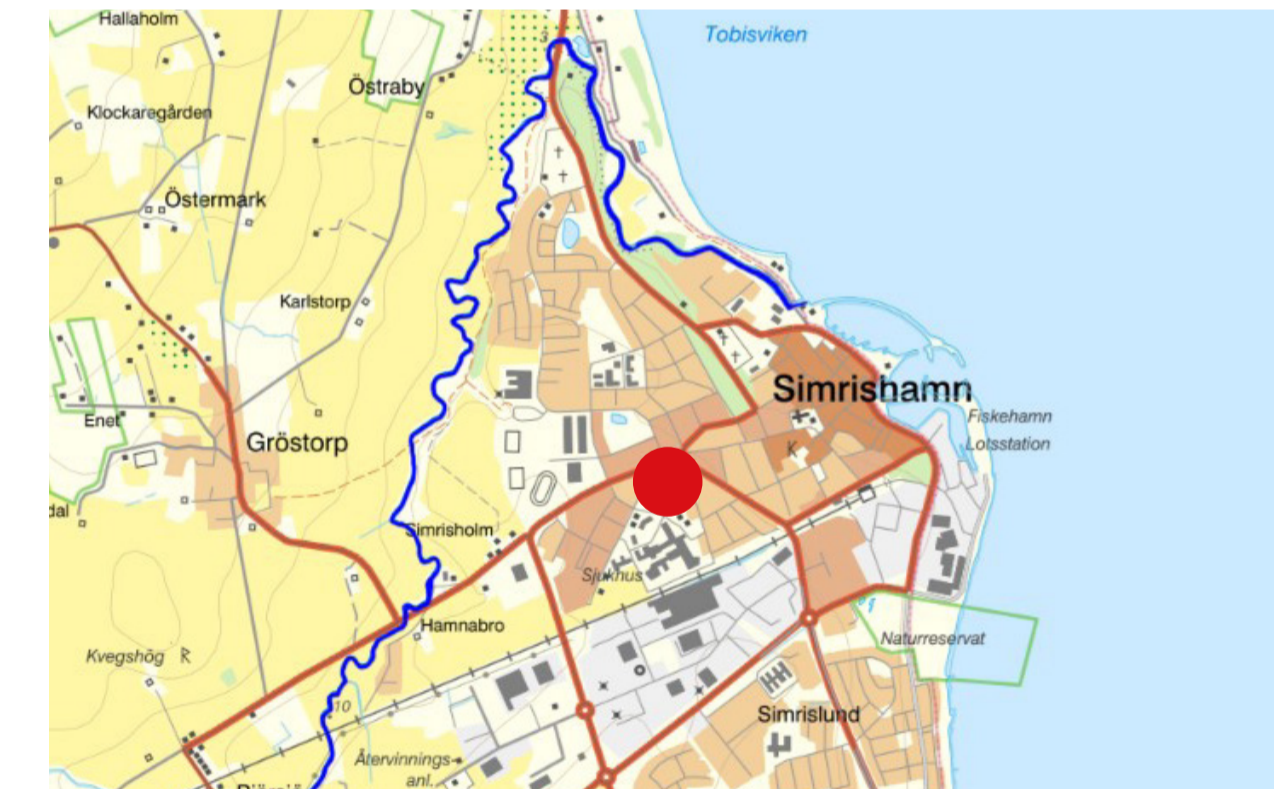 Hallaholm
Tobisviken
3
Östraby
Klockaregården
Östermark
Karlstorp
Simrishamn
Enet
Fiskehamn
Gröstorp
Lotsstation
K
dal
Simrisholm
Sjukhus
Hamnabro
Naturreservat
Kvegshög R
10
Simrislund
Återvinnings-
anl.